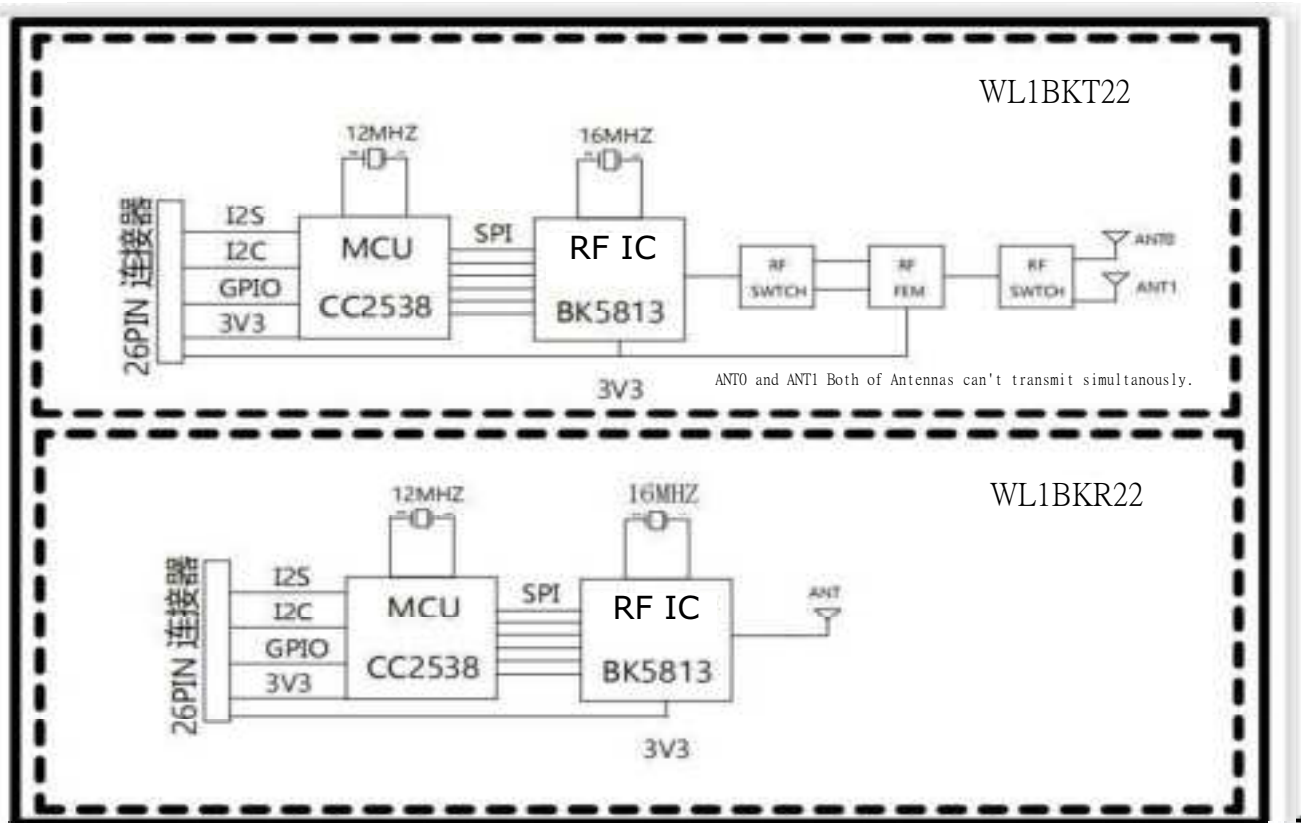 WL1BKT22
12MHZ
16MHZ
26PIN 连接器
I2S
I2C
GPIO
3V3
MCU
CC2538
SPI
RF IC
BK5813
RF
SWTCH
RF
FEM
RF
SWTCH
ANT0
ANT1
3V3
ANT0 and ANT1 Both of Antennas can't transmit simultanously.
WL1BKR22
12MHZ
16MHZ
26PIN 连接器
I2S
I2C
GPIO
3V3
MCU
CC2538
SPI
RF IC
BK5813
ANT
3V3